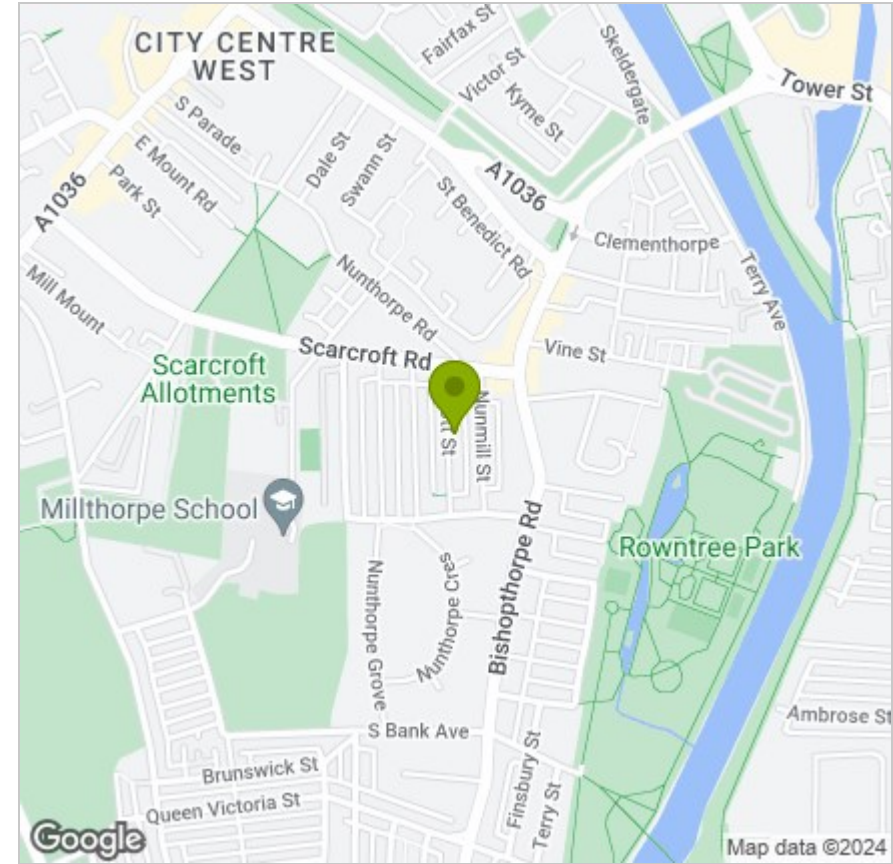 CITY CENTRE
WEST
Fairfax St
Skeldergate
Victor St
Tower St
Kyme St
S Parade
Dale St
Swann St
E Mount Rd
A1036
Park St
A1036
St Benedict Rd
Clementhorpe
Mill Mount
Nunthorpe Rd
Terry Ave
Scarcroft Rd
Vine St
Scarcroft
Allotments
Nunmill St
St
Millthorpe School
Bishopthorpe Rd
Rowntree Park
Nunthorpe Cres
Nunthorpe Grove
S Bank Ave
Ambrose St
Brunswick St
Finsbury St
Queen Victoria St
Terry St
Google
Map data ©2024